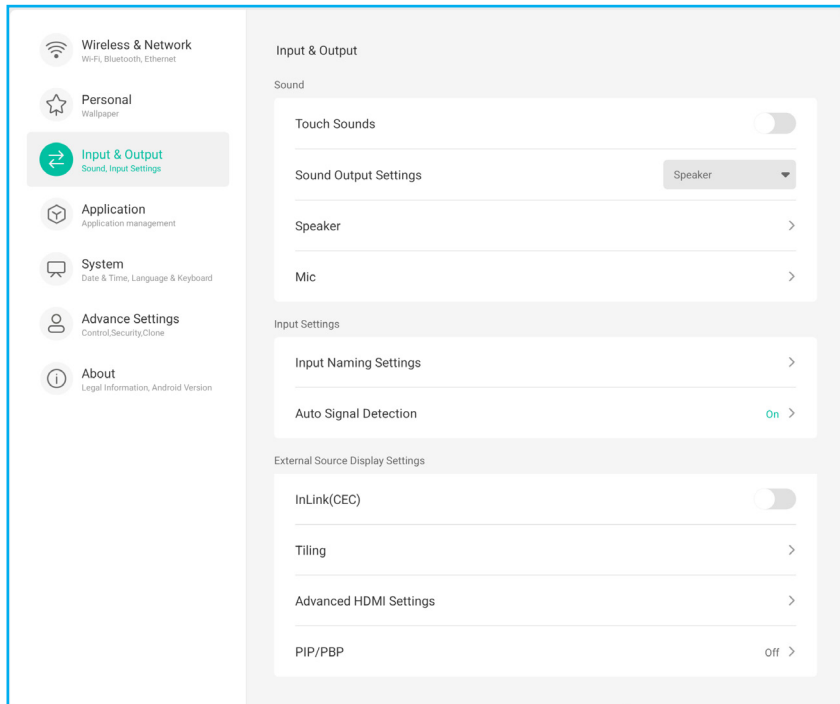 Wireless & Network
Wi-Fi, Bluetooth, Ethernet
Personal
Wallpaper
Input & Output
Sound, Input Settings
Application
Application management
System
Date & Time, Language & Keyboard
Advance Settings
Control,Security,Clone
About
Legal Information, Android Version
Input & Output
Sound
Touch Sounds
Sound Output Settings Speaker
Speaker
Mic
Input Settings
Input Naming Settings
Auto Signal Detection On
External Source Display Settings
InLink(CEC)
Tiling
Advanced HDMI Settings
PIP/PBP Off